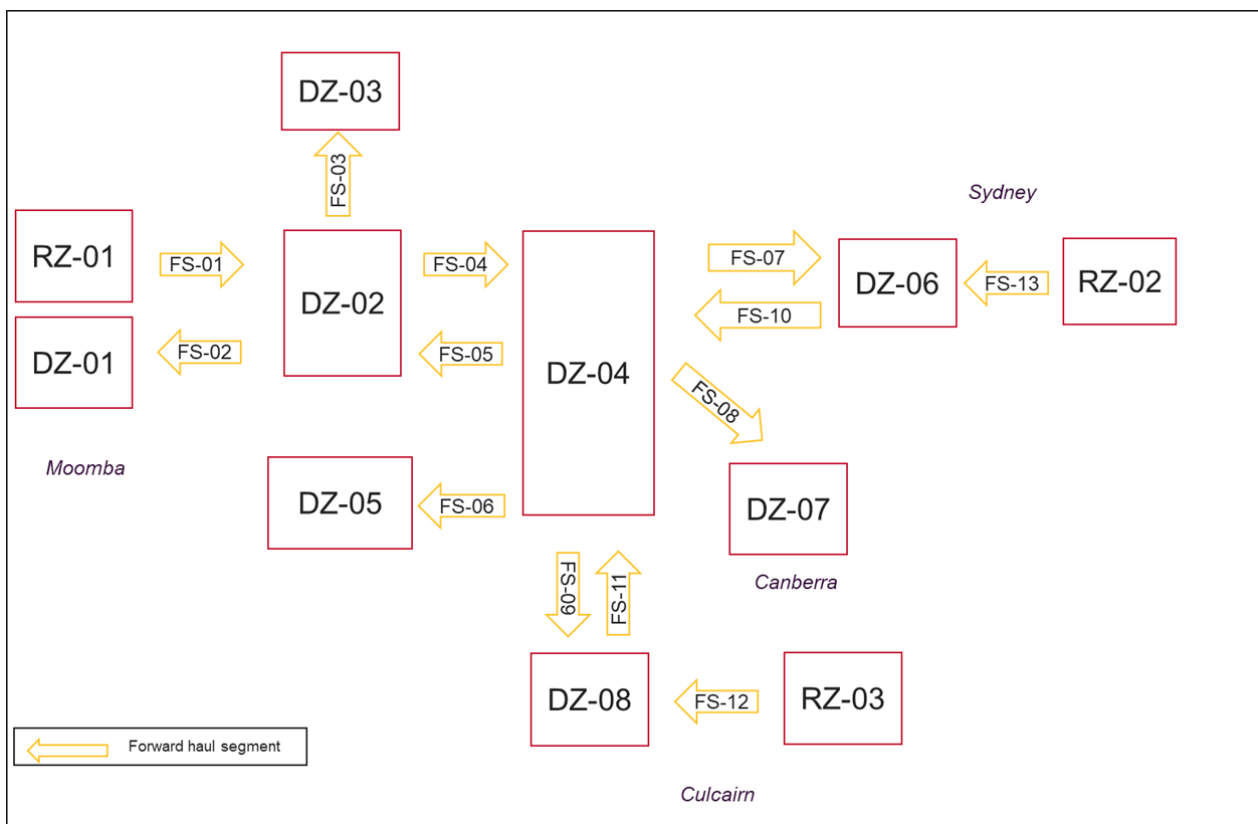 DZ-03
FS-03
Sydney
RZ-01
FS-01
DZ-02
FS-04
DZ-04
FS-07
DZ-06
FS-13
RZ-02
FS-10
DZ-01
FS-02
FS-05
FS-08
Moomba
DZ-05
FS-06
DZ-07
Canberra
FS-09
FS-11
DZ-08
FS-12
RZ-03
Forward haul segment
Culcairn